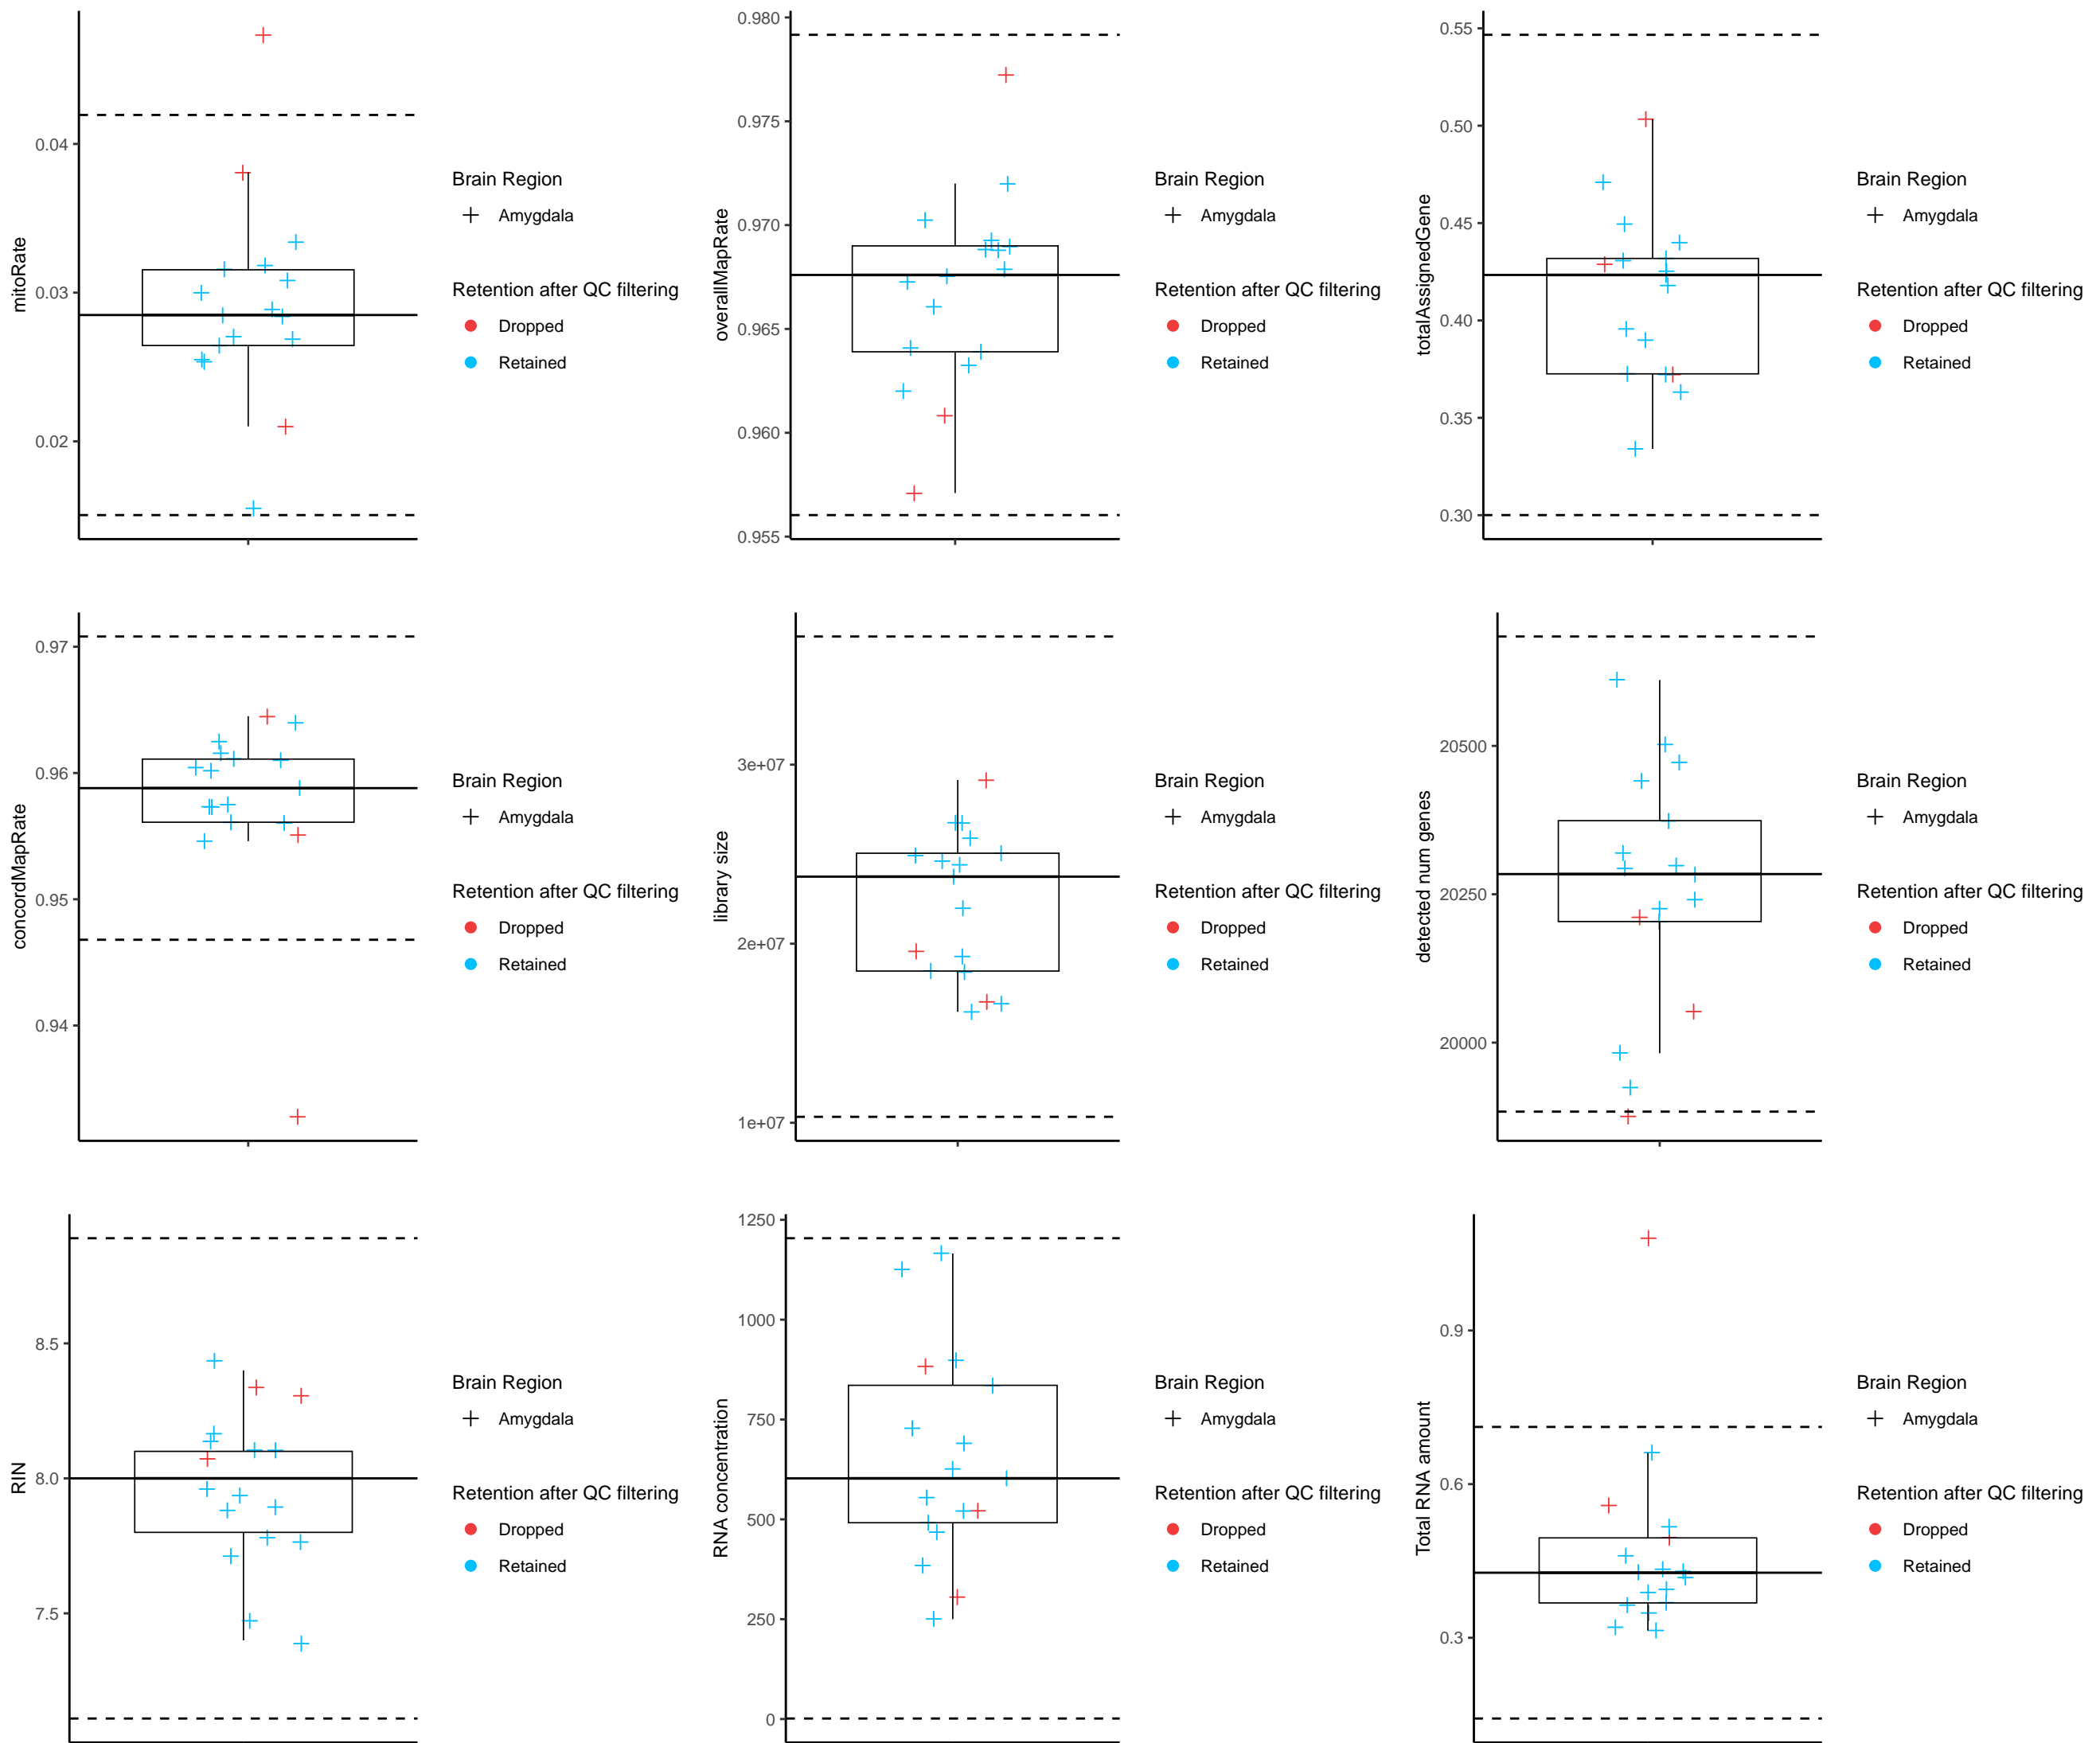 mitoRate
0.04
0.03
0.02
Brain Region
Amygdala
Retention after QC filtering
Dropped
Retained
overallMapRate
0.980
0.975
0.970
0.965
0.960
0.955
Brain Region
Amygdala
Retention after QC filtering
Dropped
Retained
totalAssignedGene
0.55
0.50
0.45
0.40
0.35
0.30
Brain Region
Amygdala
Retention after QC filtering
Dropped
Retained
concordMapRate
0.97
0.96
0.95
0.94
Brain Region
Amygdala
Retention after QC filtering
Dropped
Retained
library size
3e+07
2e+07
1e+07
Brain Region
Amygdala
Retention after QC filtering
Dropped
Retained
detected num genes
20500
20250
20000
Brain Region
Amygdala
Retention after QC filtering
Dropped
Retained
RIN
8.5
8.0
7.5
Brain Region
Amygdala
Retention after QC filtering
Dropped
Retained
RNA concentration
1250
1000
750
500
250
0
Brain Region
Amygdala
Retention after QC filtering
Dropped
Retained
Total RNA amount
0.9
0.6
0.3
Brain Region
Amygdala
Retention after QC filtering
Dropped
Retained